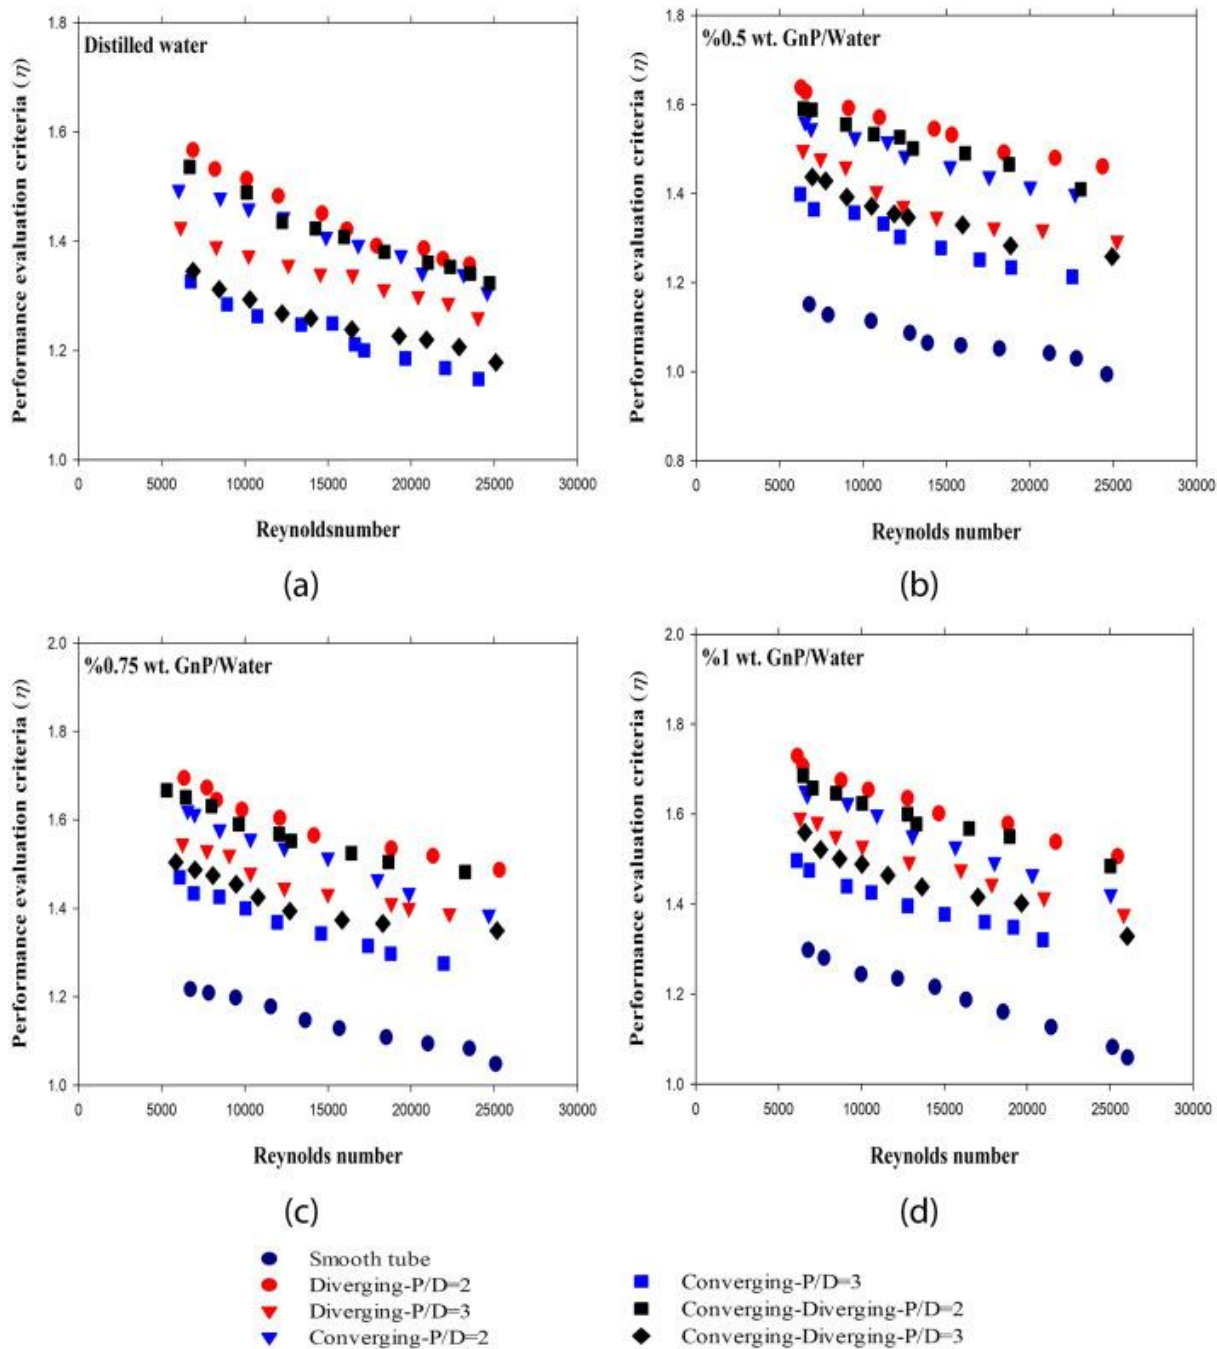 Distilled water
Performance evaluation criteria (η)
1.8
1.6
1.4
1.2
1.0
0 5000 10000 15000 20000 25000 30000
Reynoldsnumber
(a)
%0.5 wt. GnP/Water
Performance evaluation criteria (η)
1.8
1.6
1.4
1.2
1.0
0.8
0 5000 10000 15000 20000 25000 30000
Reynolds number
(b)
%0.75 wt. GnP/Water
Performance evaluation criteria (η)
2.0
1.8
1.6
1.4
1.2
1.0
0 5000 10000 15000 20000 25000 30000
Reynolds number
(c)
%1 wt. GnP/Water
Performance evaluation criteria (η)
2.0
1.8
1.6
1.4
1.2
1.0
0 5000 10000 15000 20000 25000 30000
Reynolds number
(d)
Smooth tube
Diverging-P/D=2
Diverging-P/D=3
Converging-P/D=2
Converging-P/D=3
Converging-Diverging-P/D=2
Converging-Diverging-P/D=3